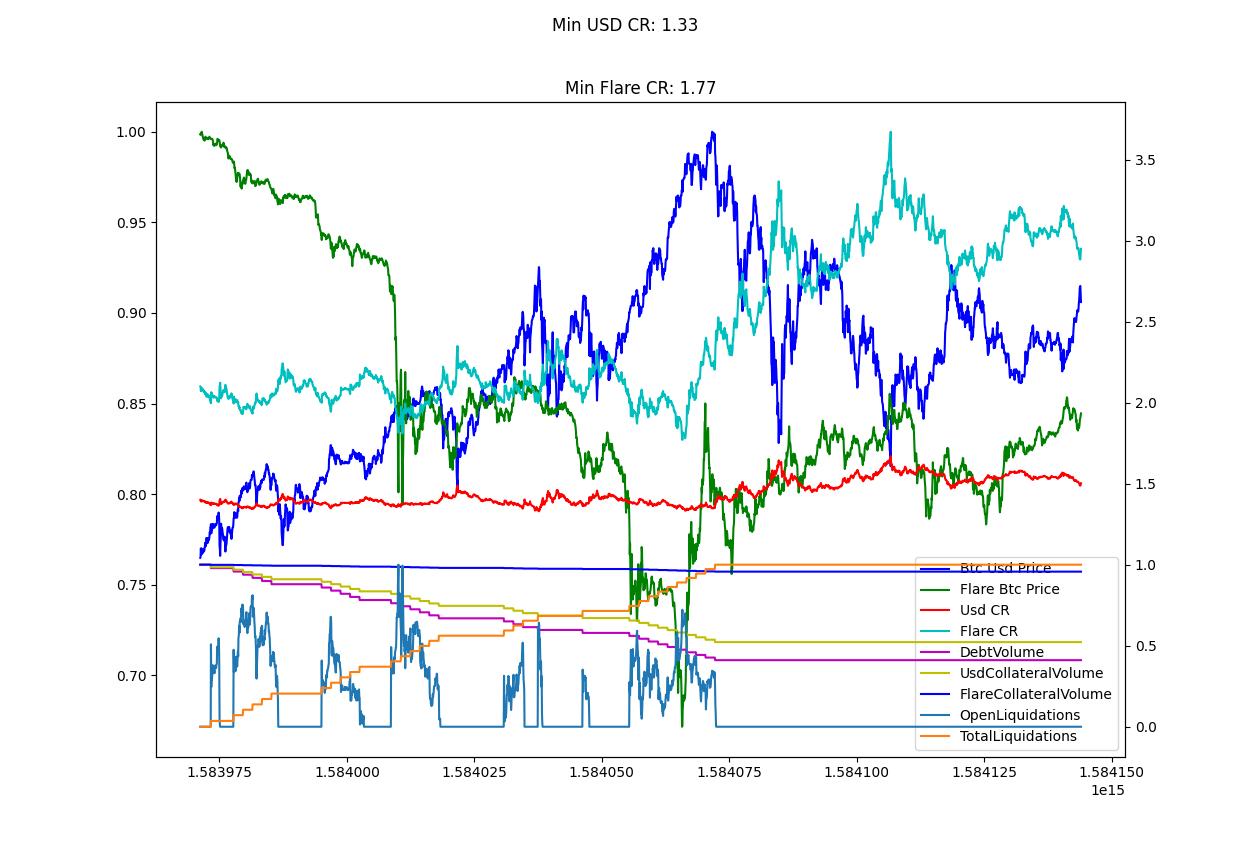 Min USD CR: 1.33
Min Flare CR: 1.77
1.00
0.95
0.90
0.85
0.80
0.75
0.70
3.5
3.0
2.5
2.0
1.5
1.0
0.5
0.0
Btc Usd Price
Flare Btc Price
Usd CR
Flare CR
DebtVolume
UsdCollateralVolume
FlareCollateralVolume
OpenLiquidations
TotalLiquidations
1.583975 1.584000 1.584025 1.584050 1.584075 1.584100 1.584125 1.584150
1e15